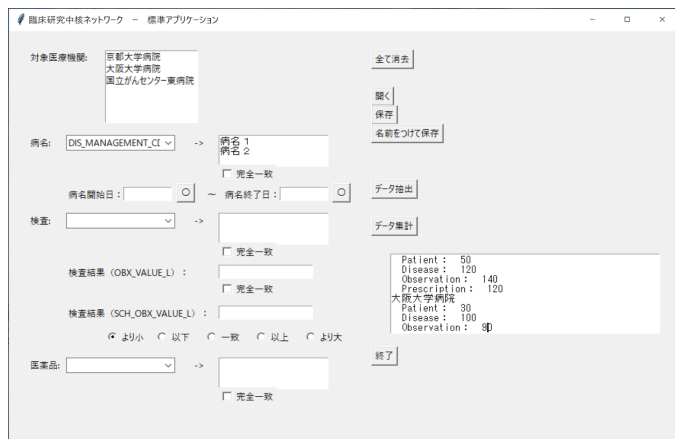 臨床研究中核ネットワーク － 標準アプリケーション
対象医療機関:
京都大学病院
大阪大学病院
国立がんセンター東病院
全て消去
開く
保存
名前をつけて保存
病名: DIS_MANAGEMENT_CD ->
病名１
病名２
完全一致
病名開始日： 〇 ～ 病名終了日： 〇
データ抽出
検査: ->
データ集計
完全一致
検査結果（OBX_VALUE_L）：
完全一致
検査結果（SCH_OBX_VALUE_L）：
より小 以下 一致 以上 より大
Patient： 50
Disease： 120
Observation： 140
Prescription： 120
大阪大学病院
Patient： 30
Disease： 100
Observation： 90
終了
医薬品: ->
完全一致